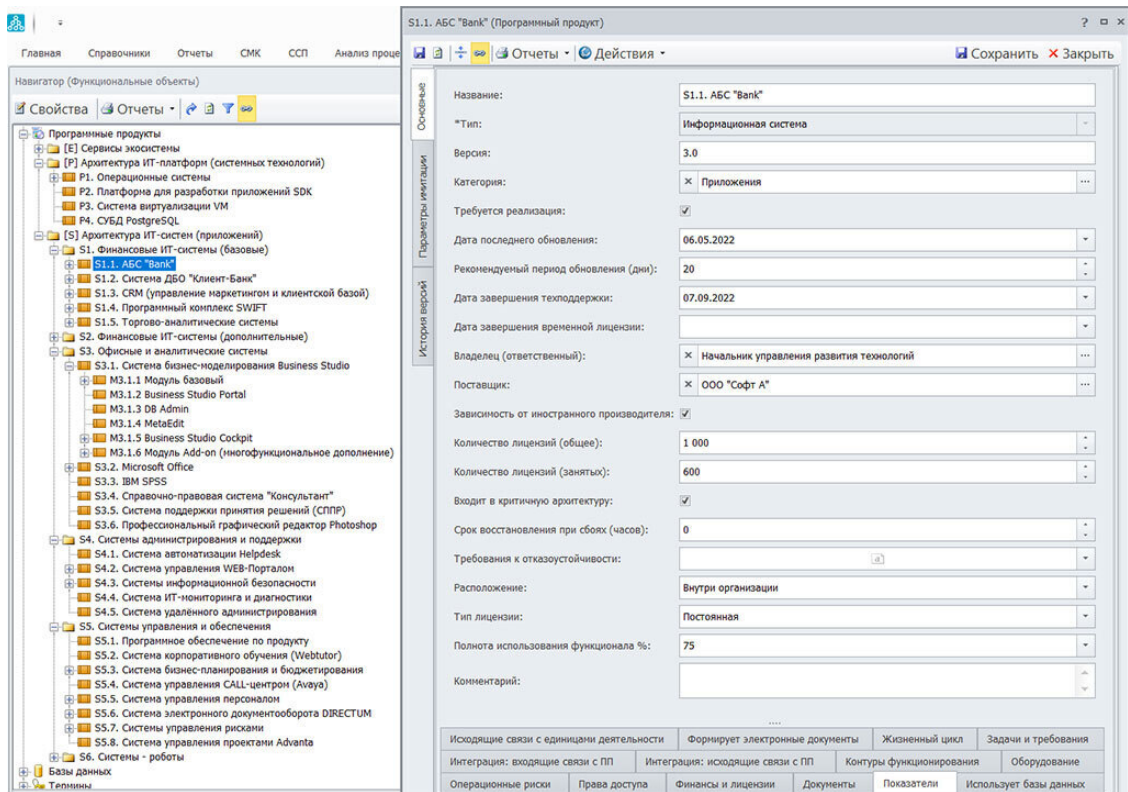 Главная Справочники Отчеты СМК ССП Анализ проце
Навигатор (Функциональные объекты)
Свойства Отчеты
Программные продукты
[E] Сервисы экосистемы
[P] Архитектура ИТ-платформ (системных технологий)
P1. Операционные системы
P2. Платформа для разработки приложений SDK
P3. Система виртуализации VM
P4. СУБД PostgreSQL
[S] Архитектура ИТ-систем (приложений)
S1. Финансовые ИТ-системы (базовые)
S1.1. АБС "Bank"
S1.2. Система ДБО "Клиент-Банк"
S1.3. CRM (управление маркетингом и клиентской базой)
S1.4. Программный комплекс SWIFT
S1.5. Торгово-аналитические системы
S2. Финансовые ИТ-системы (дополнительные)
S3. Офисные и аналитические системы
S3.1. Система бизнес-моделирования Business Studio
М3.1.1 Модуль базовый
М3.1.2 Business Studio Portal
М3.1.3 DB Admin
М3.1.4 MetaEdit
М3.1.5 Business Studio Cockpit
М3.1.6 Модуль Add-on (многофункциональное дополнение)
S3.2. Microsoft Office
S3.3. IBM SPSS
S3.4. Справочно-правовая система "Консультант"
S3.5. Система поддержки принятия решений (СППР)
S3.6. Профессиональный графический редактор Photoshop
S4. Системы администрирования и поддержки
S4.1. Система автоматизации Helpdesk
S4.2. Система управления WEB-Порталом
S4.3. Системы информационной безопасности
S4.4. Система ИТ-мониторинга и диагностики
S4.5. Система удалённого администрирования
S5. Системы управления и обеспечения
S5.1. Программное обеспечение по продукту
S5.2. Система корпоративного обучения (Webtutor)
S5.3. Система бизнес-планирования и бюджетирования
S5.4. Система управления CALL-центром (Avaya)
S5.5. Система управления персоналом
S5.6. Система электронного документооборота DIRECTUM
S5.7. Системы управления рисками
S5.8. Система управления проектами Advanta
S6. Системы - роботы
Базы данных
Термины
S1.1. АБС "Bank" (Программный продукт)
Отчеты Действия Сохранить Закрыть
Основные
Параметры имитации
История версий
Название: S1.1. АБС "Bank"
*Тип: Информационная система
Версия: 3.0
Категория: Приложения
Требуется реализация:
Дата последнего обновления: 06.05.2022
Рекомендуемый период обновления (дни): 20
Дата завершения техподдержки: 07.09.2022
Дата завершения временной лицензии:
Владелец (ответственный): Начальник управления развития технологий
Поставщик: ООО "Софт А"
Зависимость от иностранного производителя:
Количество лицензий (общее): 1 000
Количество лицензий (занятых): 600
Входит в критичную архитектуру:
Срок восстановления при сбоях (часов): 0
Требования к отказоустойчивости:
Расположение: Внутри организации
Тип лицензии: Постоянная
Полнота использования функционала %: 75
Комментарий:
Исходящие связи с единицами деятельности Формирует электронные документы Жизненный цикл Задачи и требования
Интеграция: входящие связи с ПП Интеграция: исходящие связи с ПП Контуры функционирования Оборудование
Операционные риски Права доступа Финансы и лицензии Документы Показатели Использует базы данных